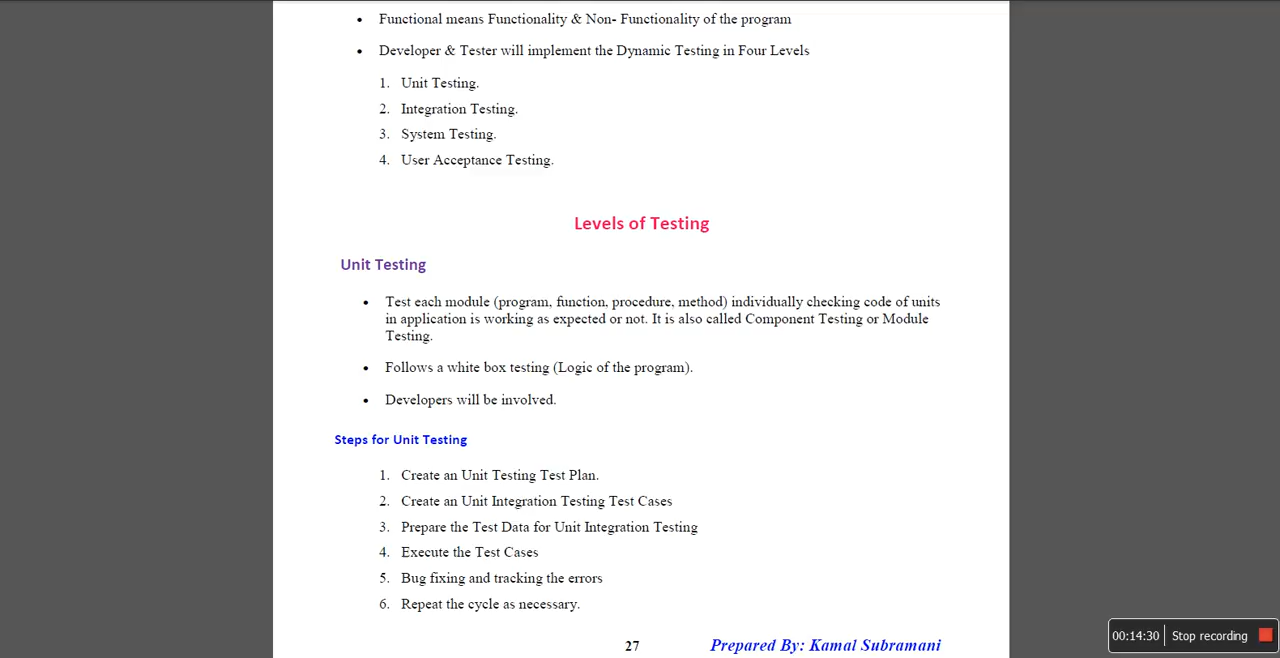 • Functional means Functionality & Non- Functionality of the program
• Developer & Tester will implement the Dynamic Testing in Four Levels
1. Unit Testing.
2. Integration Testing.
3. System Testing.
4. User Acceptance Testing.
Levels of Testing
Unit Testing
• Test each module (program, function, procedure, method) individually checking code of units
in application is working as expected or not. It is also called Component Testing or Module
Testing.
• Follows a white box testing (Logic of the program).
• Developers will be involved.
Steps for Unit Testing
1. Create an Unit Testing Test Plan.
2. Create an Unit Integration Testing Test Cases
3. Prepare the Test Data for Unit Integration Testing
4. Execute the Test Cases
5. Bug fixing and tracking the errors
6. Repeat the cycle as necessary.
27 Prepared By: Kamal Subramani
00:14:30 Stop recording